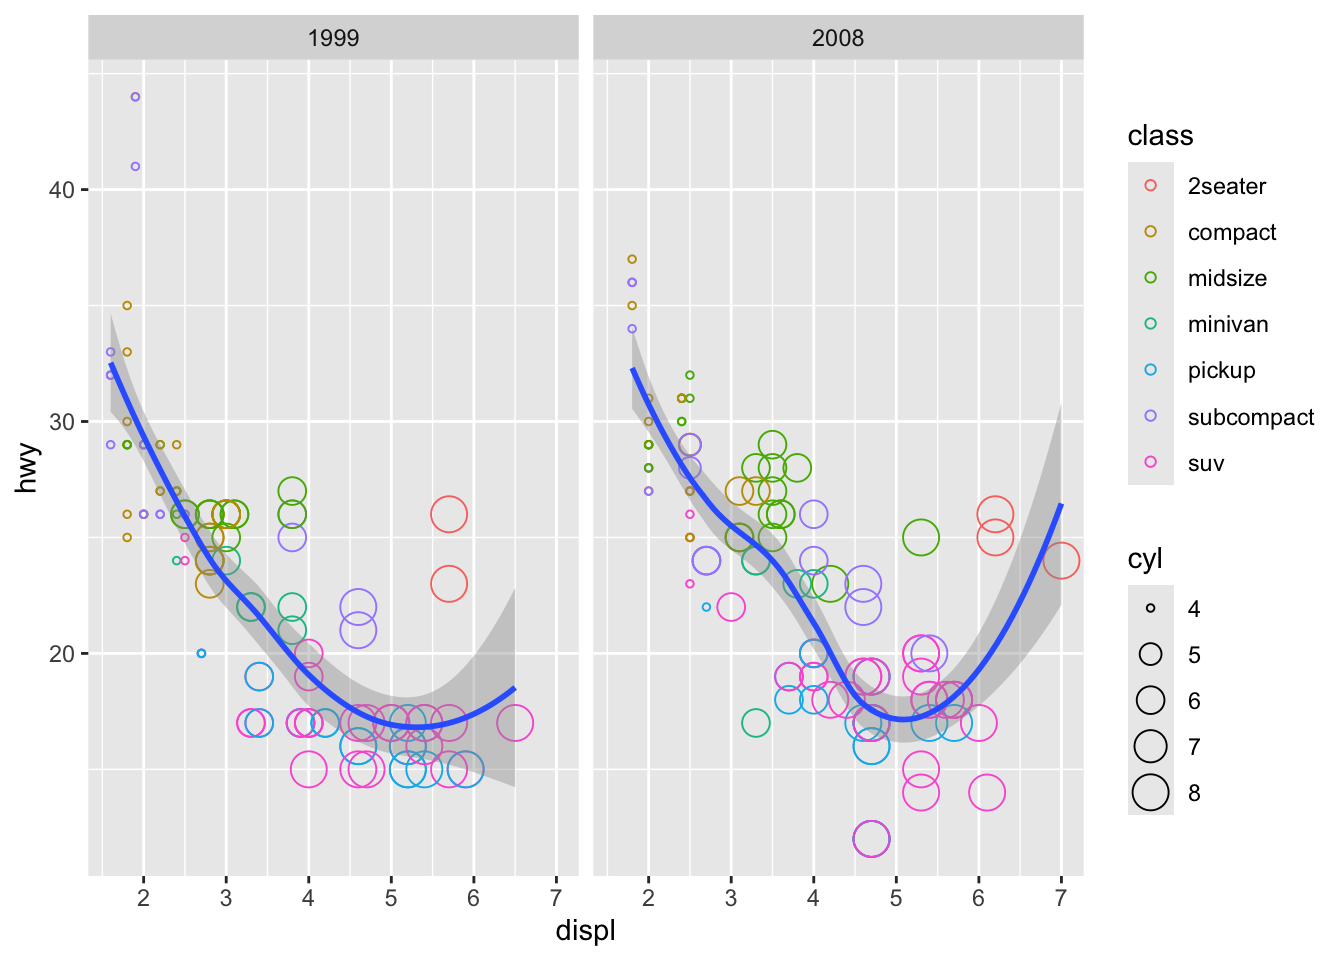 1999
2008
40
30
20
hwy
2 3 4 5 6 7
2 3 4 5 6 7
displ
class
2seater
compact
midsize
minivan
pickup
subcompact
suv
cyl
4
5
6
7
8